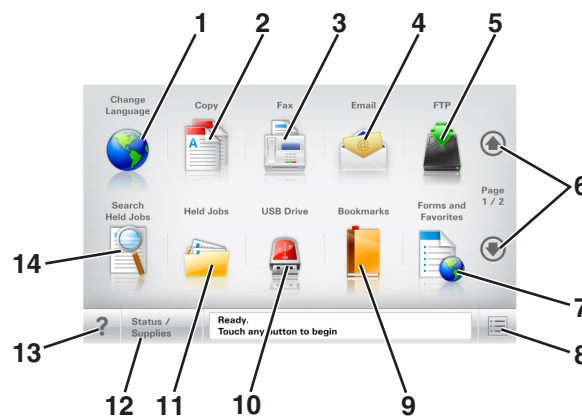 1 2 3 4 5
Change
Language
Copy
Fax
Email
FTP
A
@
6
Page
1 / 2
Search
Held Jobs
Held Jobs
USB Drive
Bookmarks
Forms and
Favorites
14
7
?
Status /
Supplies
Ready.
Touch any button to begin
8
13 12 11 10 9